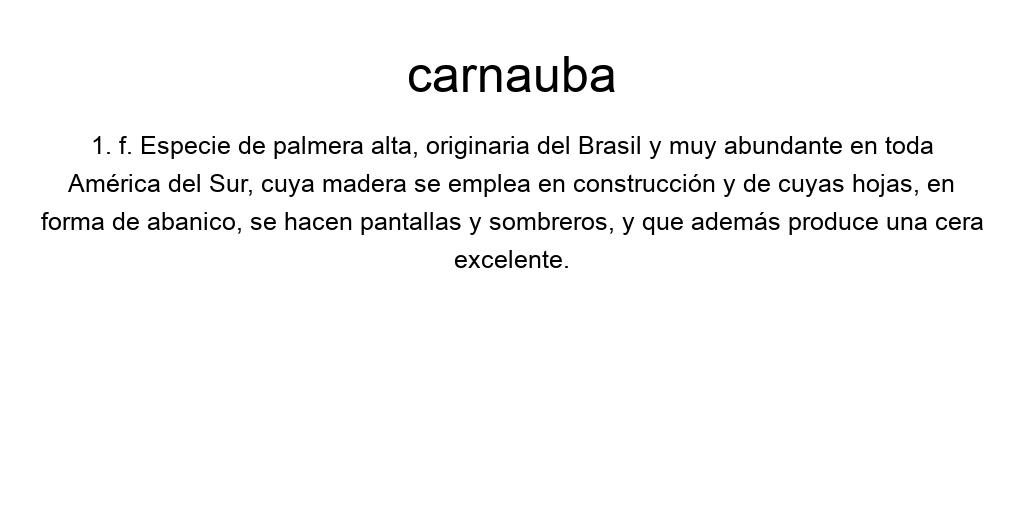 carnauba
1. f. Especie de palmera alta, originaria del Brasil y muy abundante en toda
América del Sur, cuya madera se emplea en construcción y de cuyas hojas, en
forma de abanico, se hacen pantallas y sombreros, y que además produce una cera
excelente.